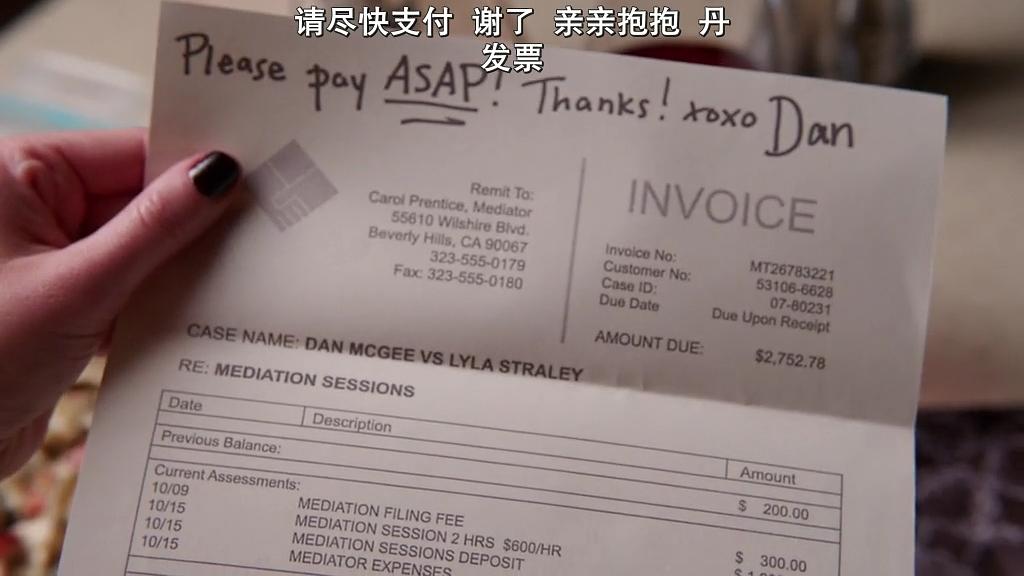 请尽快支付 谢了 亲亲抱抱 丹
发票
Please pay ASAP! Thanks! xoxo Dan
Remit To:
Carol Prentice, Mediator
55610 Wilshire Blvd.
Beverly Hills, CA 90067
323-555-0179
Fax: 323-555-0180
INVOICE
Invoice No: MT26783221
Customer No: 53106-6628
Case ID: 07-80231
Due Date Due Upon Receipt
AMOUNT DUE: $2,752.78
CASE NAME: DAN MCGEE VS LYLA STRALEY
RE: MEDIATION SESSIONS
Date Description Amount
Previous Balance: $ 200.00
Current Assessments:
10/09 MEDIATION FILING FEE $ 300.00
10/15 MEDIATION SESSION 2 HRS $600/HR
10/15 MEDIATION SESSIONS DEPOSIT
10/15 MEDIATOR EXPENSES